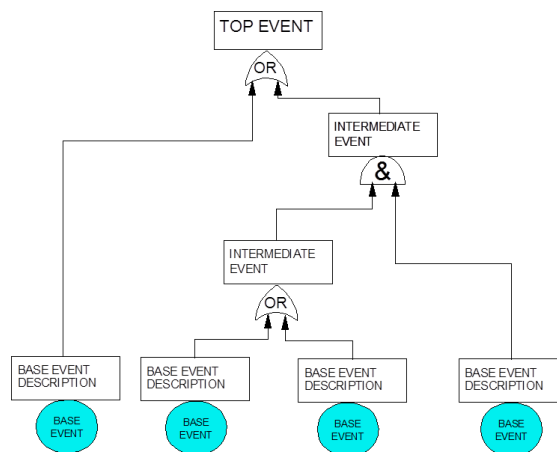 TOP EVENT
OR
INTERMEDIATE
EVENT
&
INTERMEDIATE
EVENT
OR
BASE EVENT
DESCRIPTION
BASE EVENT
DESCRIPTION
BASE EVENT
DESCRIPTION
BASE EVENT
DESCRIPTION
BASE
EVENT
BASE
EVENT
BASE
EVENT
BASE
EVENT